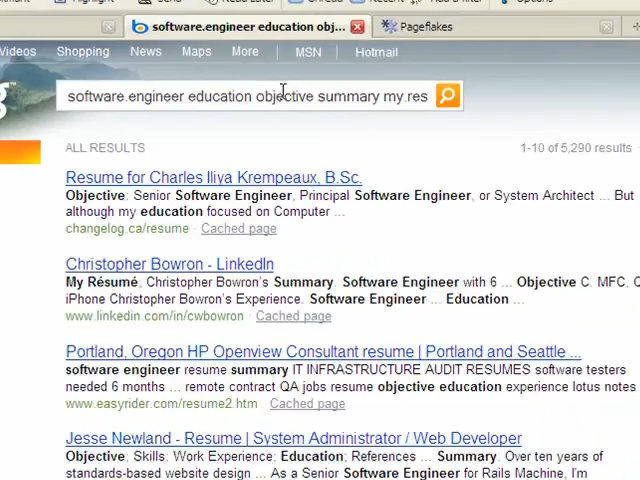 software.engineer education obj...
Pageflakes
Videos Shopping News Maps More MSN Hotmail
software.engineer education objective summary my.res
ALL RESULTS 1-10 of 5,290 results
Resume for Charles Iliya Krempeaux, B.Sc.
Objective: Senior Software Engineer, Principal Software Engineer, or System Architect ... But
although my education focused on Computer ...
changelog.ca/resume · Cached page
Christopher Bowron - LinkedIn
My Résumé, Christopher Bowron's Summary. Software Engineer with 6 ... Objective C. MFC, Q
iPhone Christopher Bowron's Experience. Software Engineer ... Education ...
www.linkedin.com/in/cwbowron · Cached page
Portland, Oregon HP Openview Consultant resume | Portland and Seattle ...
software engineer resume summary IT INFRASTRUCTURE AUDIT RESUMES software testers
needed 6 months ... remote contract QA jobs resume objective education experience lotus notes
www.easyrider.com/resume2.htm · Cached page
Jesse Newland - Resume | System Administrator / Web Developer
Objective; Skills; Work Experience; Education; References ... Summary. Over ten years of
standards-based website design ... As a Senior Software Engineer for Rails Machine, I'm